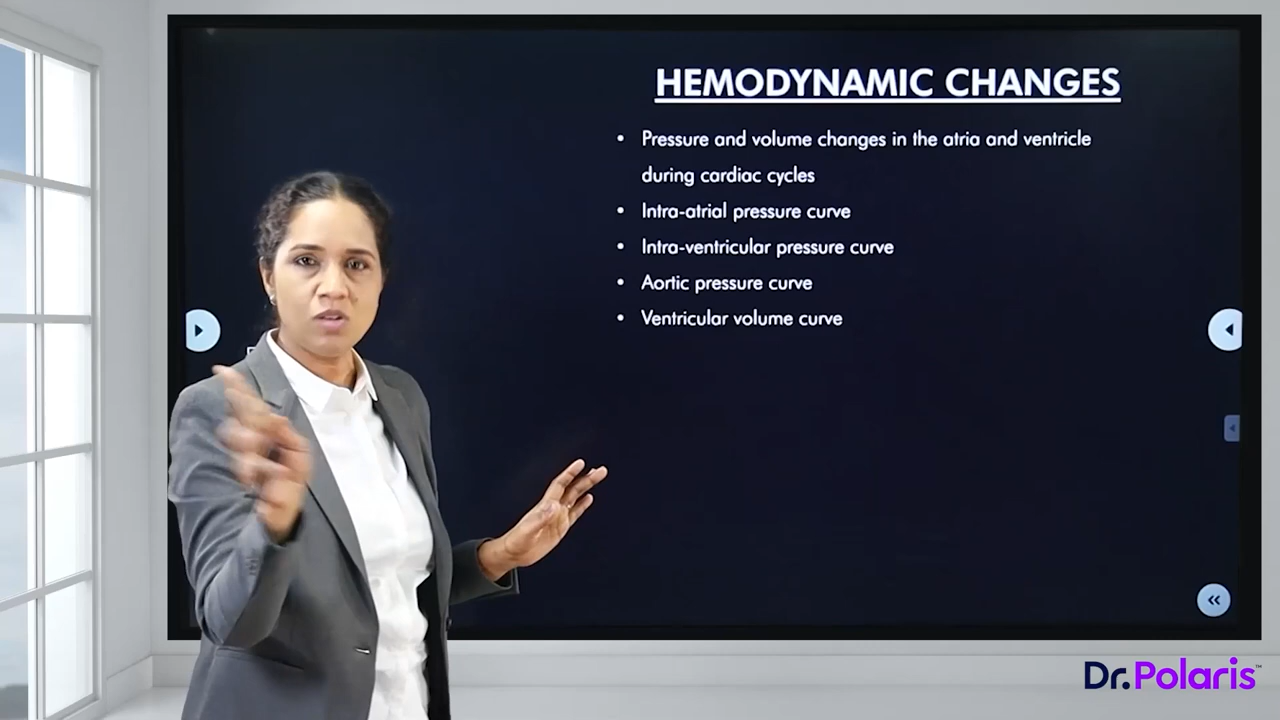 HEMODYNAMIC CHANGES
• Pressure and volume changes in the atria and ventricle
during cardiac cycles
• Intra-atrial pressure curve
• Intra-ventricular pressure curve
• Aortic pressure curve
• Ventricular volume curve
Dr.Polaris™